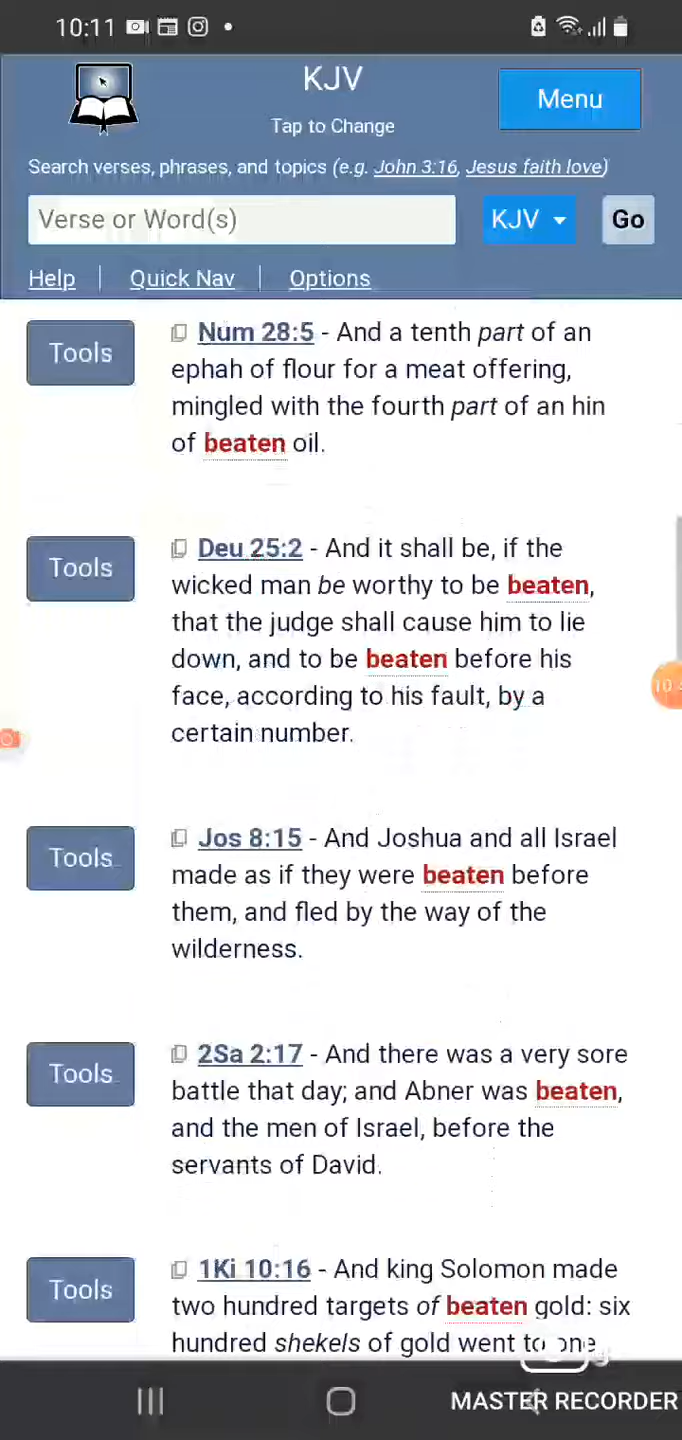 10:11
KJV
Tap to Change
Menu
Search verses, phrases, and topics (e.g. John 3:16, Jesus faith love)
Verse or Word(s)
KJV
Go
Help
Quick Nav
Options
Tools
Num 28:5 - And a tenth part of an
ephah of flour for a meat offering,
mingled with the fourth part of an hin
of beaten oil.
Tools
Deu 25:2 - And it shall be, if the
wicked man be worthy to be beaten,
that the judge shall cause him to lie
down, and to be beaten before his
face, according to his fault, by a
certain number.
Tools
Jos 8:15 - And Joshua and all Israel
made as if they were beaten before
them, and fled by the way of the
wilderness.
Tools
2Sa 2:17 - And there was a very sore
battle that day; and Abner was beaten,
and the men of Israel, before the
servants of David.
Tools
1Ki 10:16 - And king Solomon made
two hundred targets of beaten gold: six
hundred shekels of gold went to one
MASTER RECORDER